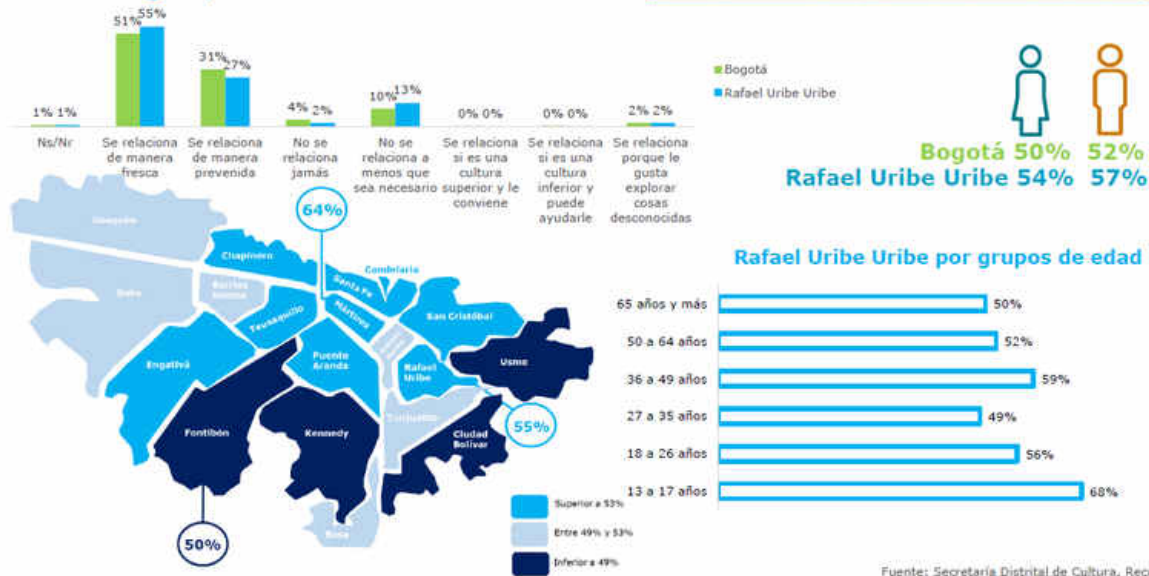 51% 55%
31% 27%
1% 1%
4% 2%
10% 13%
0% 0%
0% 0%
2% 2%
Ns/Nr
Se relaciona
de manera
fresca
Se relaciona
de manera
prevenida
No se
relaciona
jamás
No se
relaciona a
menos que
sea necesario
Se relaciona
si es una
cultura
superior y le
conviene
Se relaciona
si es una
cultura
inferior y
puede
ayudarle
Se relaciona
porque le
gusta
explorar
cosas
desconocidas
Bogotá
Rafael Uribe Uribe
Bogotá 50% 52%
Rafael Uribe Uribe 54% 57%
64%
Usaquén
Chapinero
Suba
Barrios
Unidos
Teusaquillo
Santa Fe
Candelaria
Mártires
San Cristóbal
Engativá
Puente
Aranda
Rafael
Uribe
Usme
Fontibón
Kennedy
Tunjuelito
Ciudad
Bolívar
Bosa
55%
50%
Superior a 53%
Entre 49% y 53%
Inferior a 49%
Rafael Uribe Uribe por grupos de edad
65 años y más 50%
50 a 64 años 52%
36 a 49 años 59%
27 a 35 años 49%
18 a 26 años 56%
13 a 17 años 68%
Fuente: Secretaría Distrital de Cultura, Recr